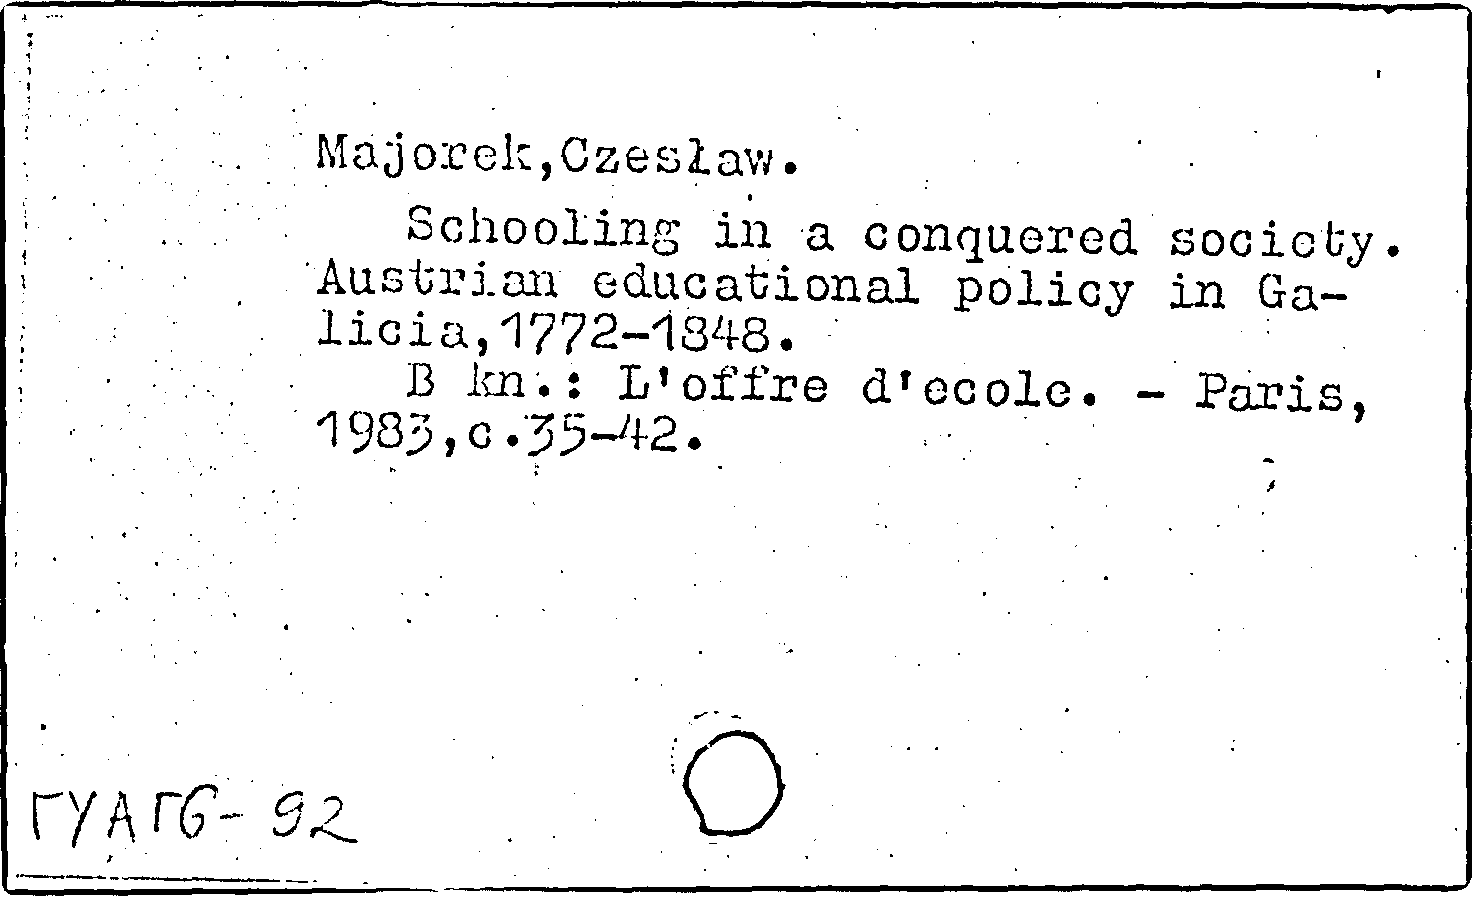 Majorek,Czesław.
Schooling in a conquered society.
Austrian educational policy in Ga-
licia,1772-1848.
B kn.: L'offre d'ecole. - Paris,
1983,c.35-42.
ГУАГ6- 92